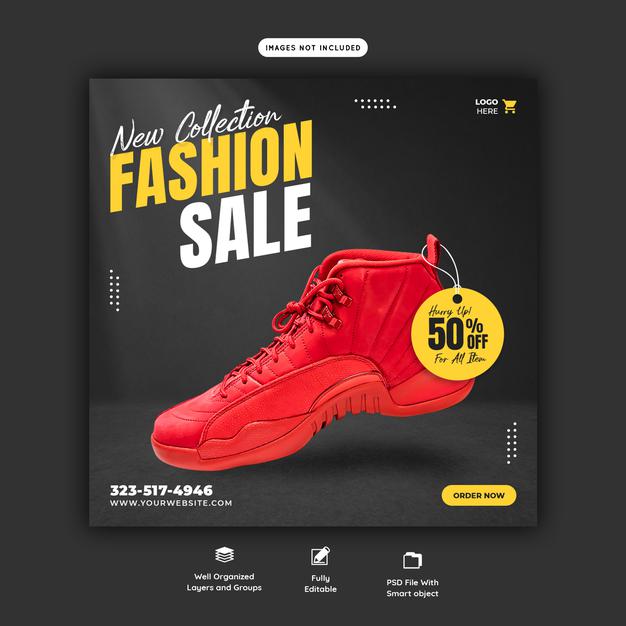 IMAGES NOT INCLUDED
LOGO
HERE
New Collection
FASHION
SALE
Hurry Up!
50% OFF
For All Item
323-517-4946
WWW.YOURWEBSITE.COM
ORDER NOW
Well Organized
Layers and Groups
Fully
Editable
PSD File With
Smart object